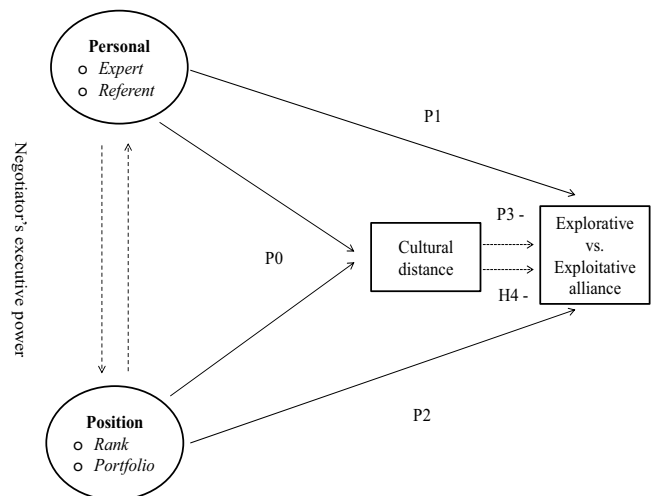 Personal
Expert
Referent
P1
Negotiator's executive power
P3 -
Explorative
vs.
Exploitative
alliance
Cultural
distance
P0
H4 -
Position
Rank
Portfolio
P2